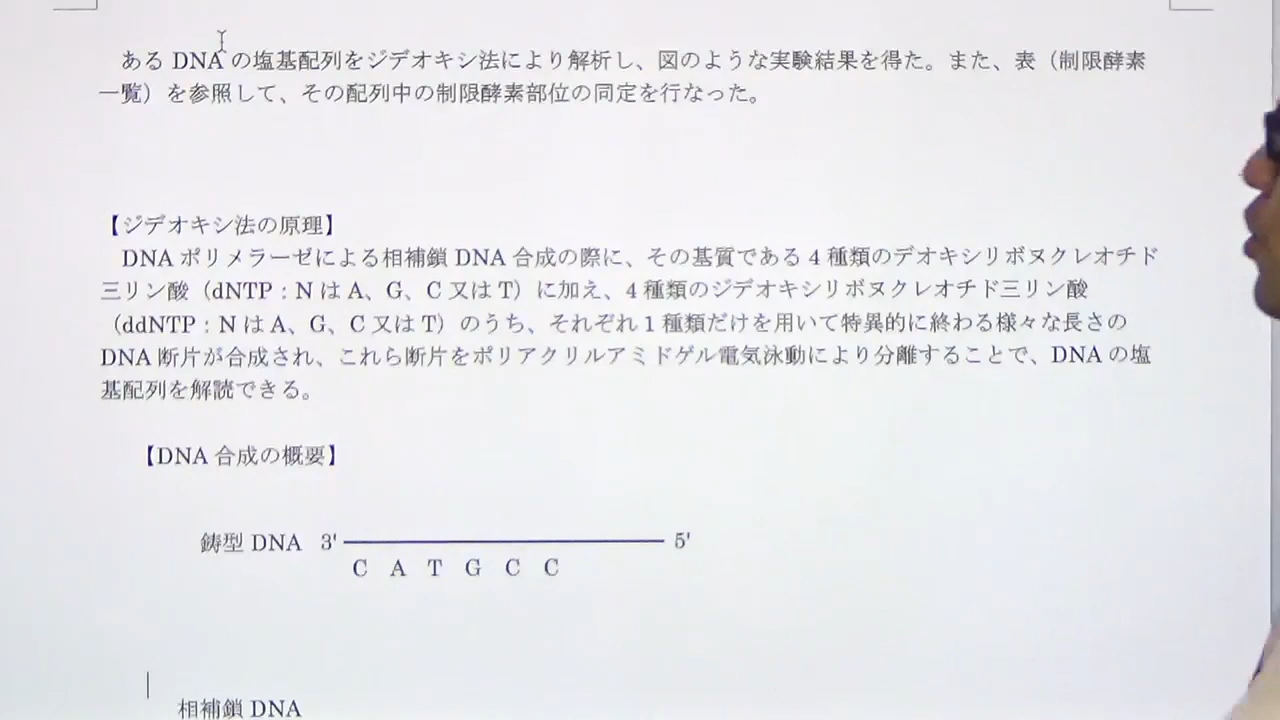 ある DNA の塩基配列をジデオキシ法により解析し、図のような実験結果を得た。また、表（制限酵素
一覧）を参照して、その配列中の制限酵素部位の同定を行なった。
【ジデオキシ法の原理】
DNA ポリメラーゼによる相補鎖 DNA 合成の際に、その基質である 4 種類のデオキシリボヌクレオチド
三リン酸（dNTP：N は A、G、C 又は T）に加え、4 種類のジデオキシリボヌクレオチド三リン酸
（ddNTP：N は A、G、C 又は T）のうち、それぞれ 1 種類だけを用いて特異的に終わる様々な長さの
DNA 断片が合成され、これら断片をポリアクリルアミドゲル電気泳動により分離することで、DNA の塩
基配列を解読できる。
【DNA 合成の概要】
鋳型 DNA 3' 5'
C A T G C C
相補鎖 DNA